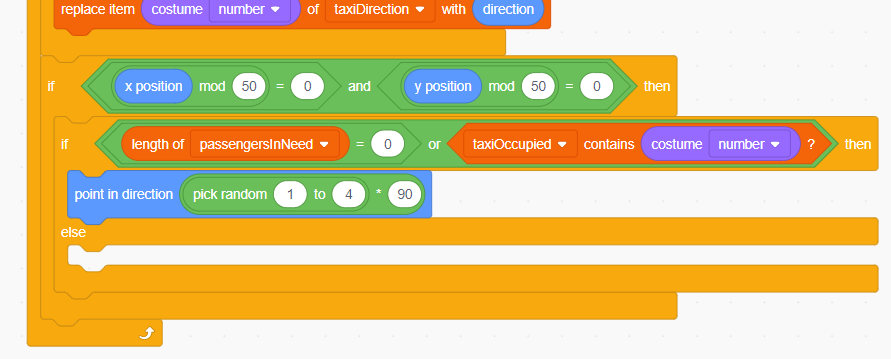 replace item costume number of taxiDirection with direction
if x position mod 50 = 0 and y position mod 50 = 0 then
if length of passengersInNeed = 0 or taxiOccupied contains costume number ? then
point in direction pick random 1 to 4 * 90
else